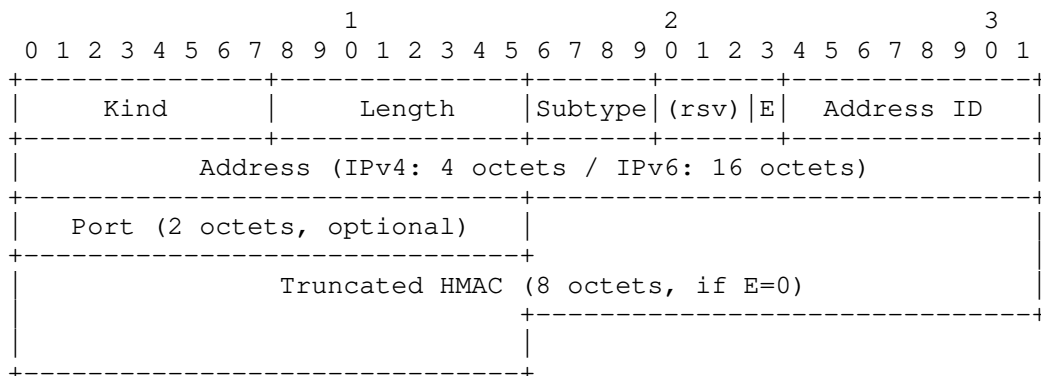 1 2 3
0 1 2 3 4 5 6 7 8 9 0 1 2 3 4 5 6 7 8 9 0 1 2 3 4 5 6 7 8 9 0 1
Kind Length Subtype (rsv) E Address ID
Address (IPv4: 4 octets / IPv6: 16 octets)
Port (2 octets, optional)
Truncated HMAC (8 octets, if E=0)